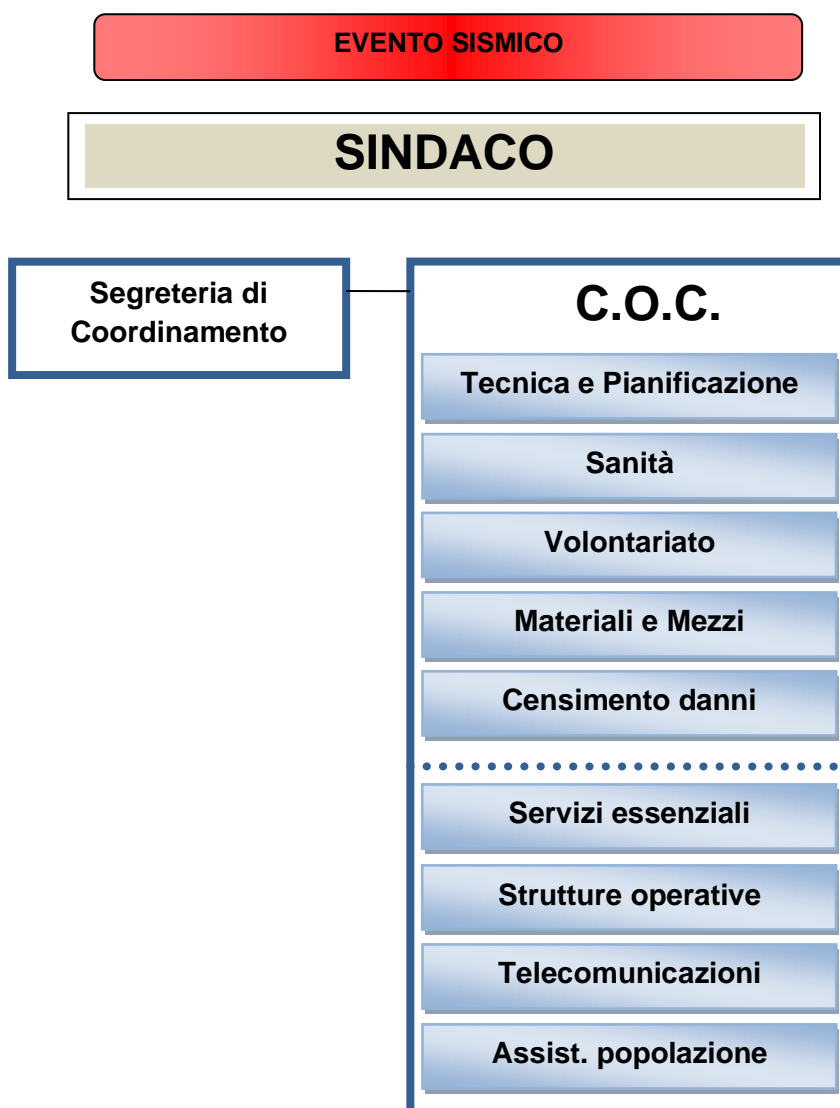 EVENTO SISMICO
SINDACO
Segreteria di
Coordinamento
C.O.C.
Tecnica e Pianificazione
Sanità
Volontariato
Materiali e Mezzi
Censimento danni
Servizi essenziali
Strutture operative
Telecomunicazioni
Assist. popolazione